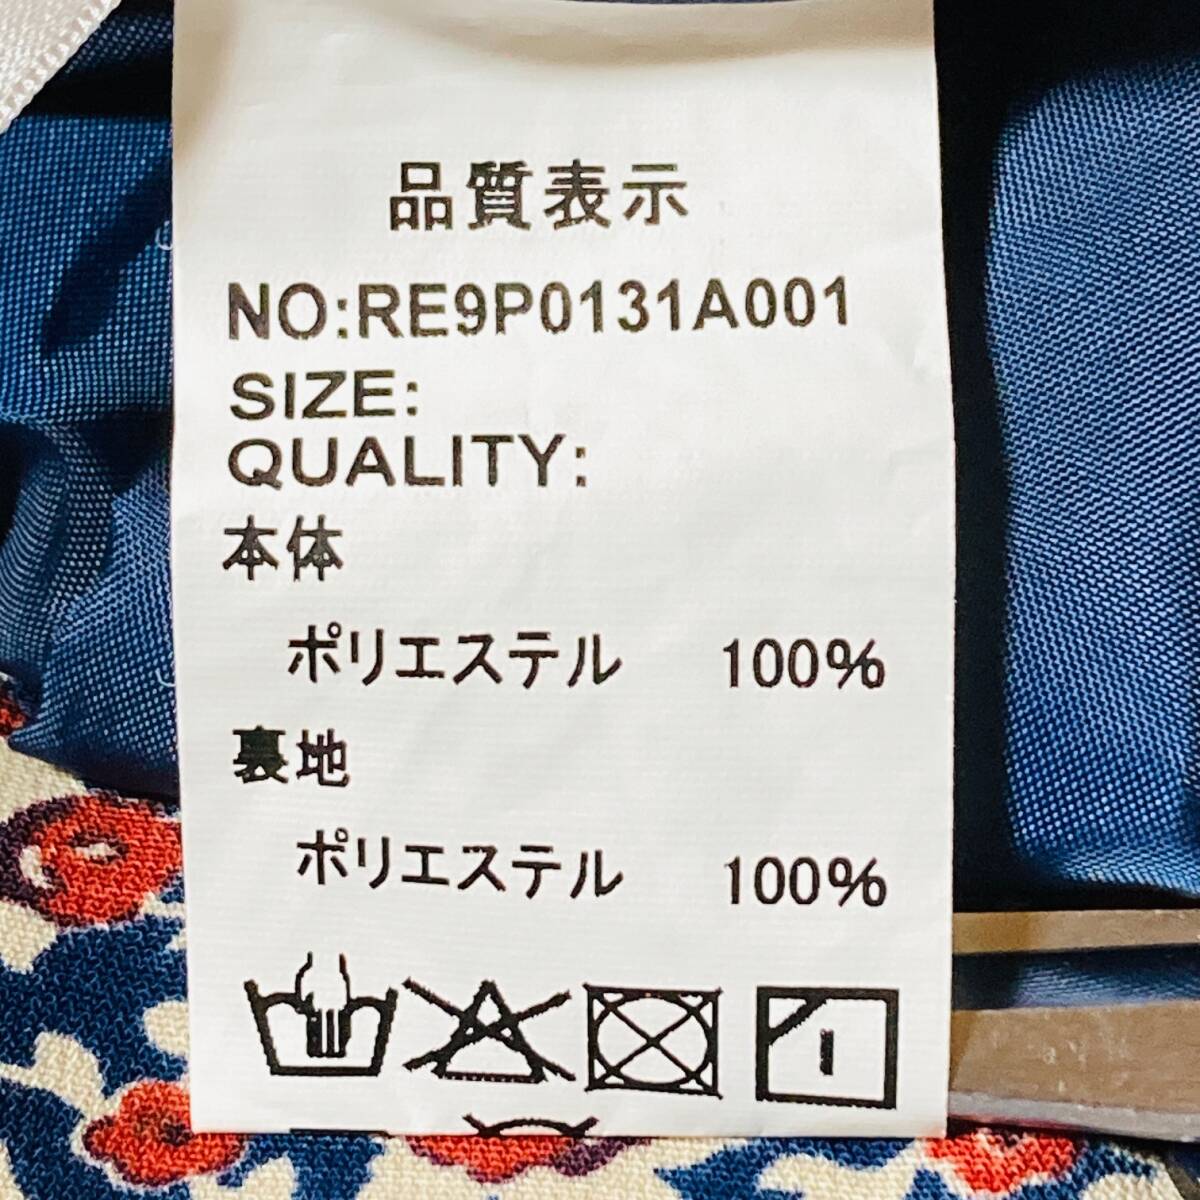 品質表示
NO:RE9P0131A001
SIZE:
QUALITY:
本体
ポリエステル 100%
裏地
ポリエステル 100%